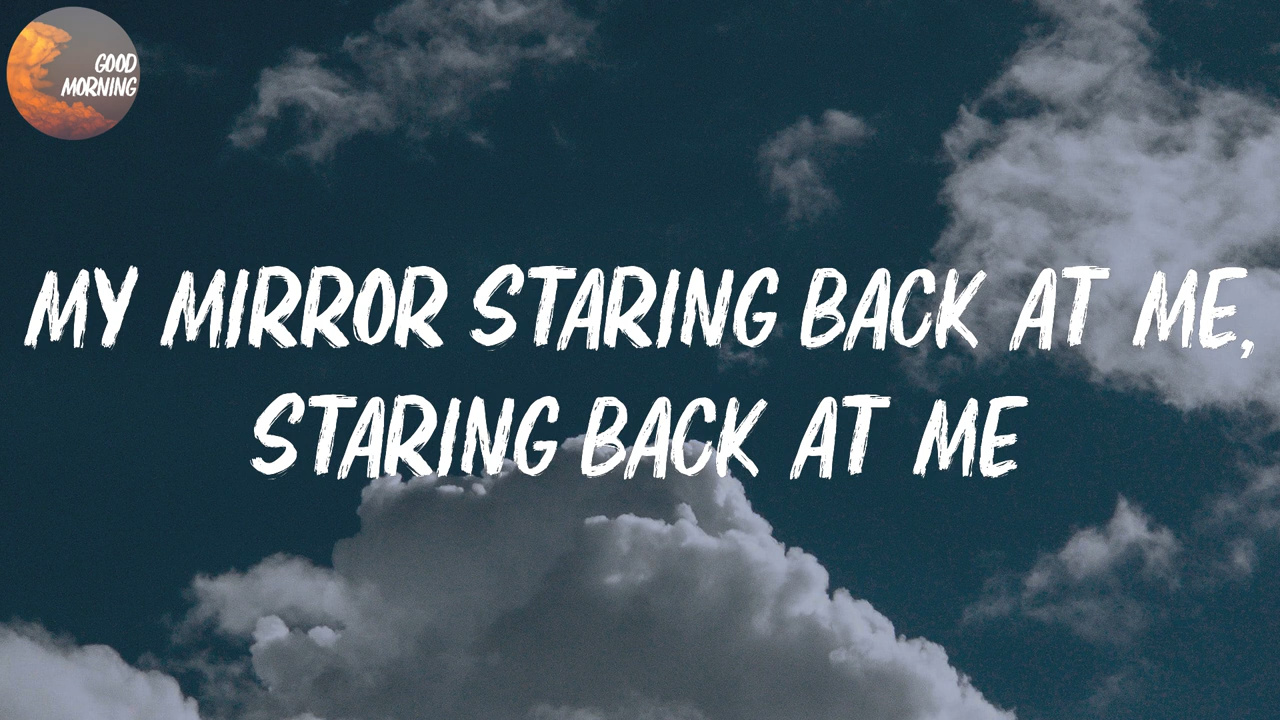 GOOD
MORNING
MY MIRROR STARING BACK AT ME,
STARING BACK AT ME